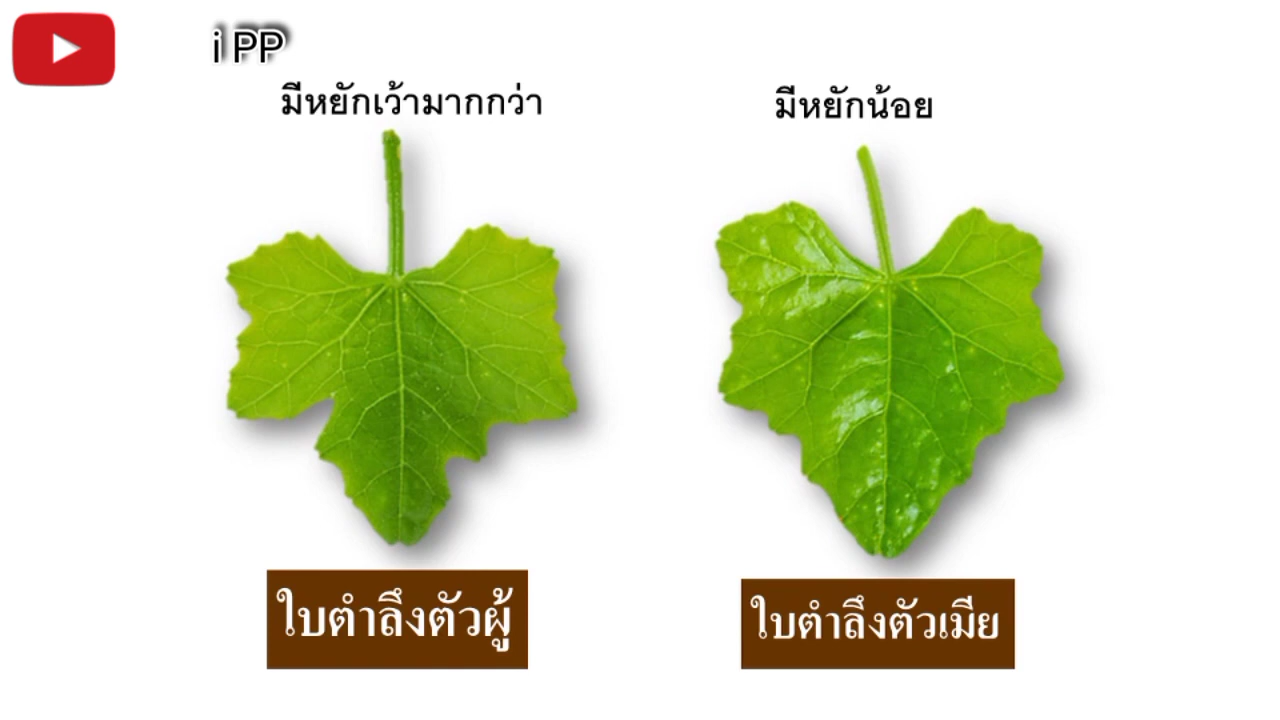 i PP
มีหยักเว้ามากกว่า
มีหยักน้อย
ใบตำลึงตัวผู้
ใบตำลึงตัวเมีย